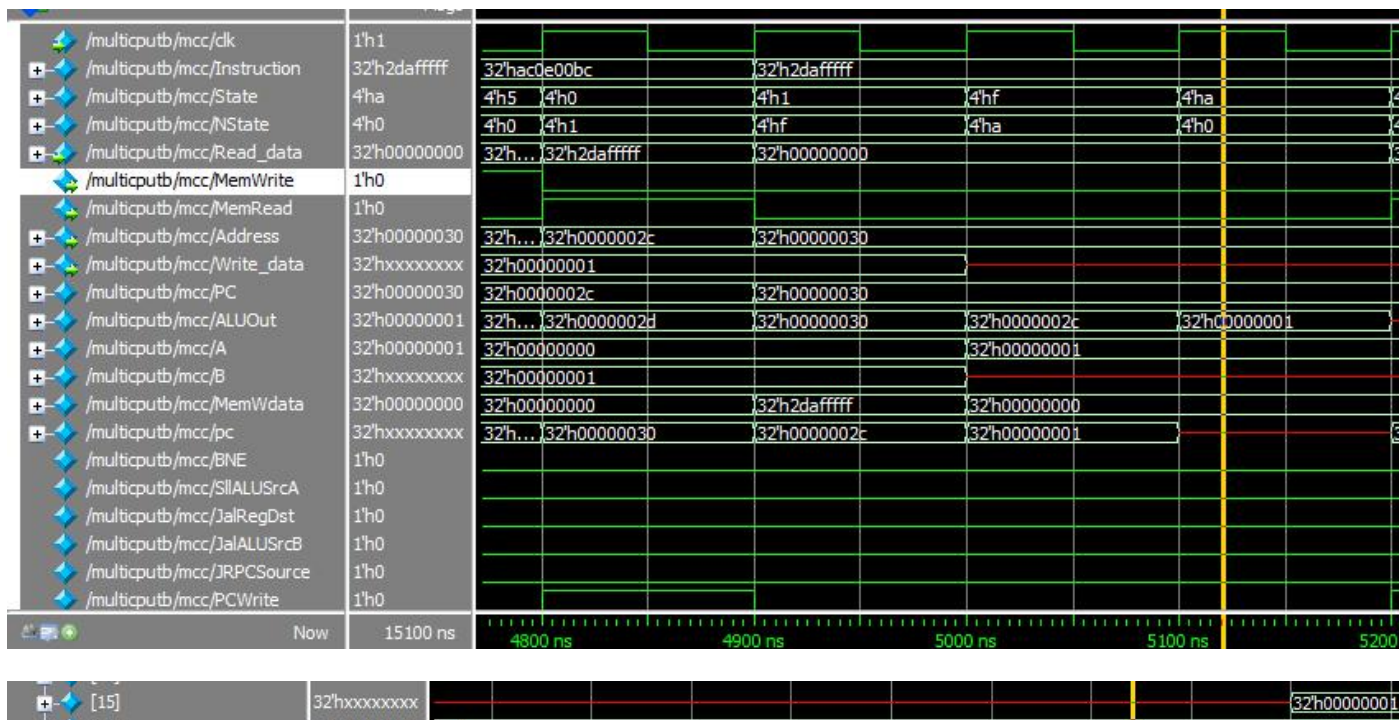 /multicputb/mcc/clk 1'h1
/multicputb/mcc/Instruction 32'h2dafffff 32'hac0e00bc 32'h2dafffff
/multicputb/mcc/State 4'ha 4'h5 4'h0 4'h1 4'hf 4'ha
/multicputb/mcc/NState 4'h0 4'h0 4'h1 4'hf 4'ha 4'h0
/multicputb/mcc/Read_data 32'h00000000 32'h... 32'h2dafffff 32'h00000000
/multicputb/mcc/MemWrite 1'h0
/multicputb/mcc/MemRead 1'h0
/multicputb/mcc/Address 32'h00000030 32'h... 32'h0000002c 32'h00000030
/multicputb/mcc/Write_data 32'hxxxxxxxx 32'h00000001
/multicputb/mcc/PC 32'h00000030 32'h0000002c 32'h00000030
/multicputb/mcc/ALUOut 32'h00000001 32'h... 32'h0000002d 32'h00000030 32'h0000002c 32'h00000001
/multicputb/mcc/A 32'h00000001 32'h00000000 32'h00000001
/multicputb/mcc/B 32'hxxxxxxxx 32'h00000001
/multicputb/mcc/MemWdata 32'h00000000 32'h00000000 32'h2dafffff 32'h00000000
/multicputb/mcc/pc 32'hxxxxxxxx 32'h... 32'h00000030 32'h0000002c 32'h00000001
/multicputb/mcc/BNE 1'h0
/multicputb/mcc/SllALUSrcA 1'h0
/multicputb/mcc/JalRegDst 1'h0
/multicputb/mcc/JalALUSrcB 1'h0
/multicputb/mcc/JRPCSource 1'h0
/multicputb/mcc/PCWrite 1'h0
Now 15100 ns 4800 ns 4900 ns 5000 ns 5100 ns 5200
[15] 32'hxxxxxxxx 32'h00000001